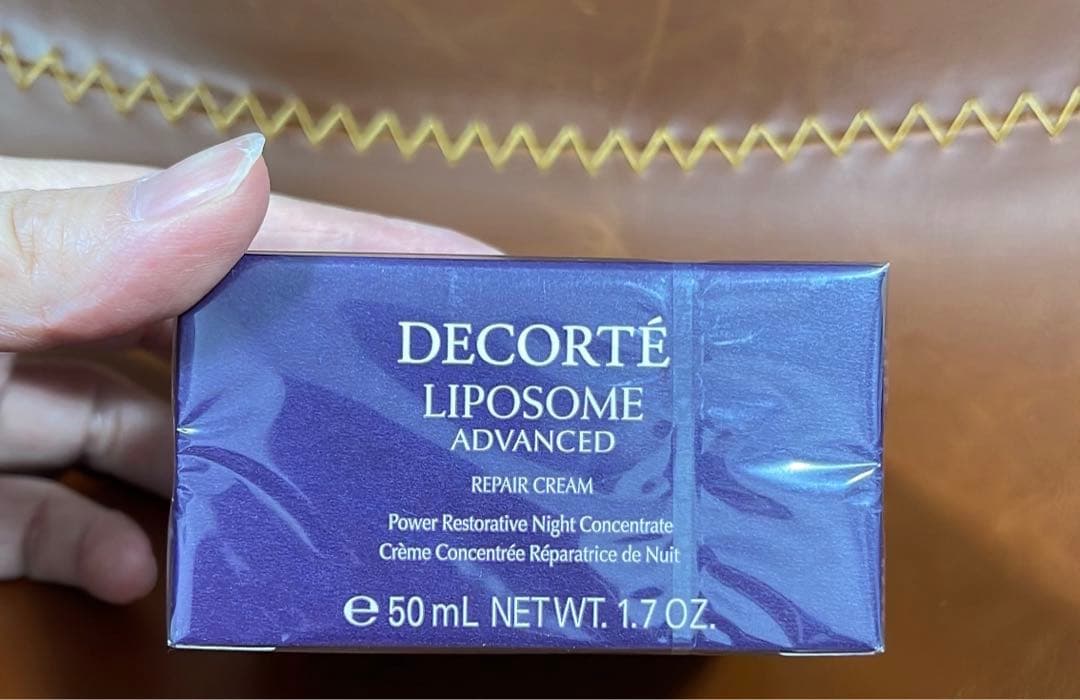 DECORTÉ
LIPOSOME
ADVANCED
REPAIR CREAM
Power Restorative Night Concentrate
Crème Concentrée Réparatrice de Nuit
℮ 50 mL NET WT. 1.7 OZ.